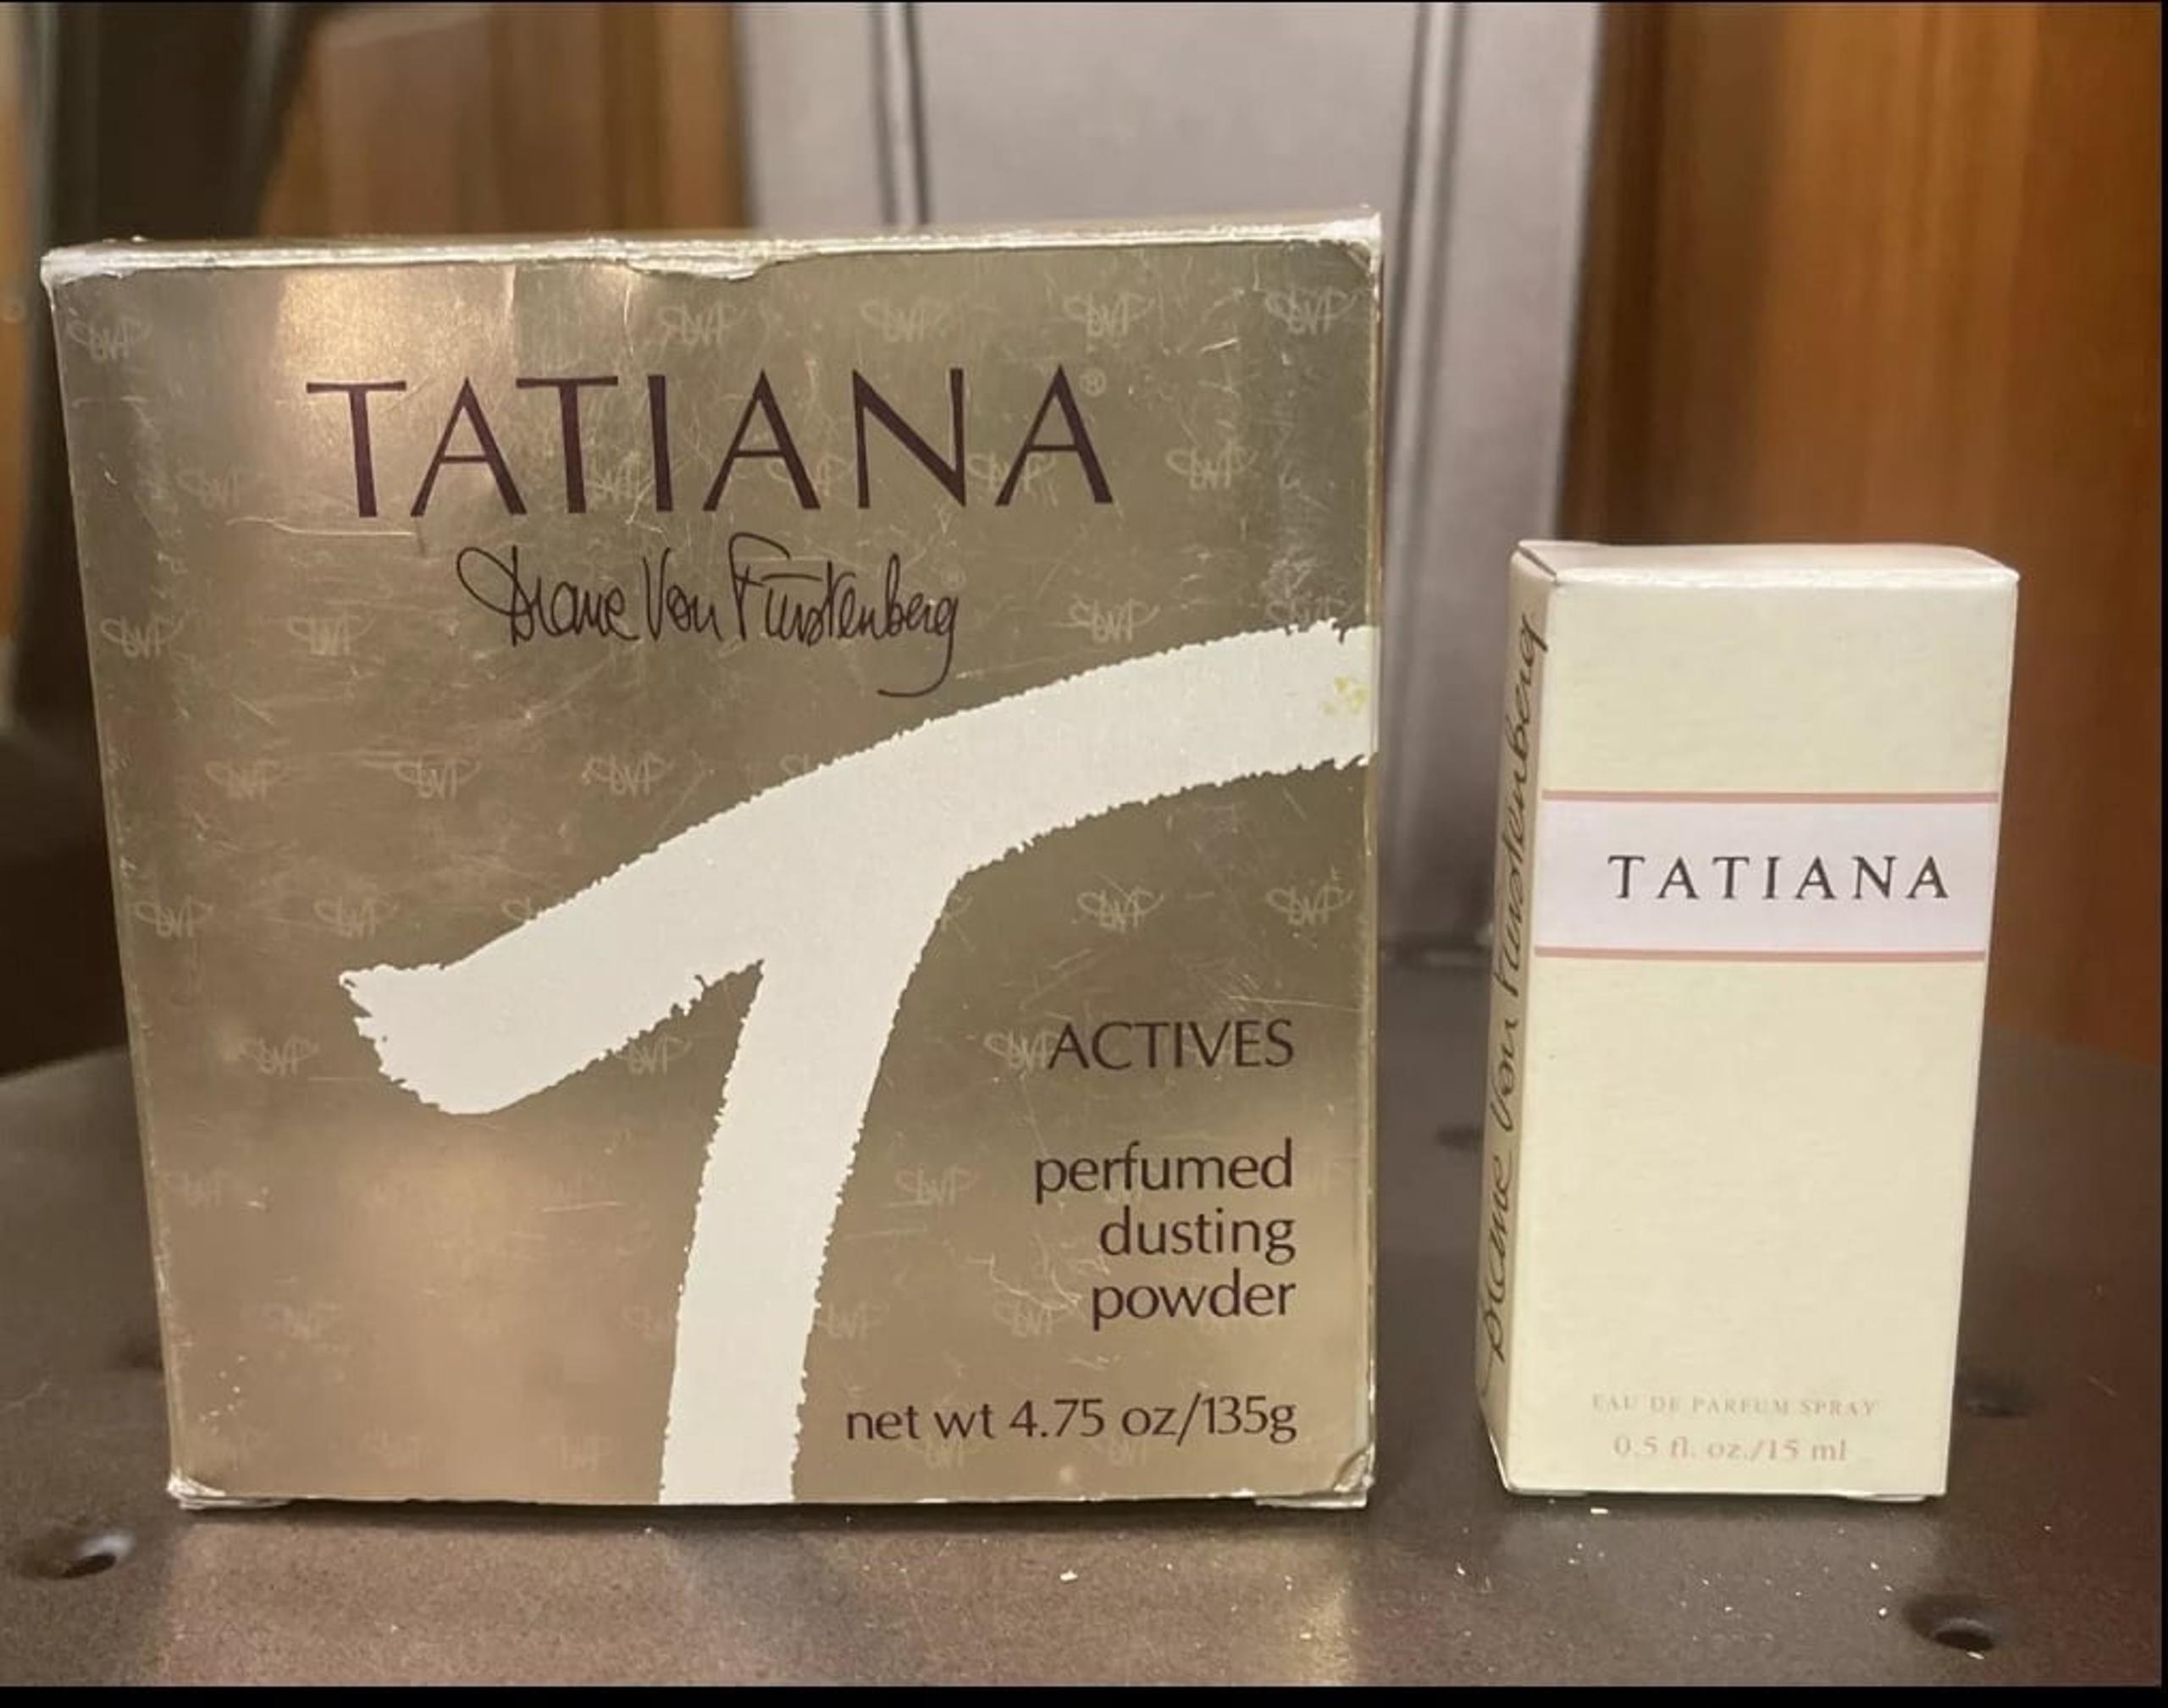 TATIANA®
Diane Von Furstenberg
ACTIVES
perfumed
dusting
powder
net wt 4.75 oz/135g
Diane Von Furstenberg
TATIANA
EAU DE PARFUM SPRAY
0.5 fl. oz./15 ml